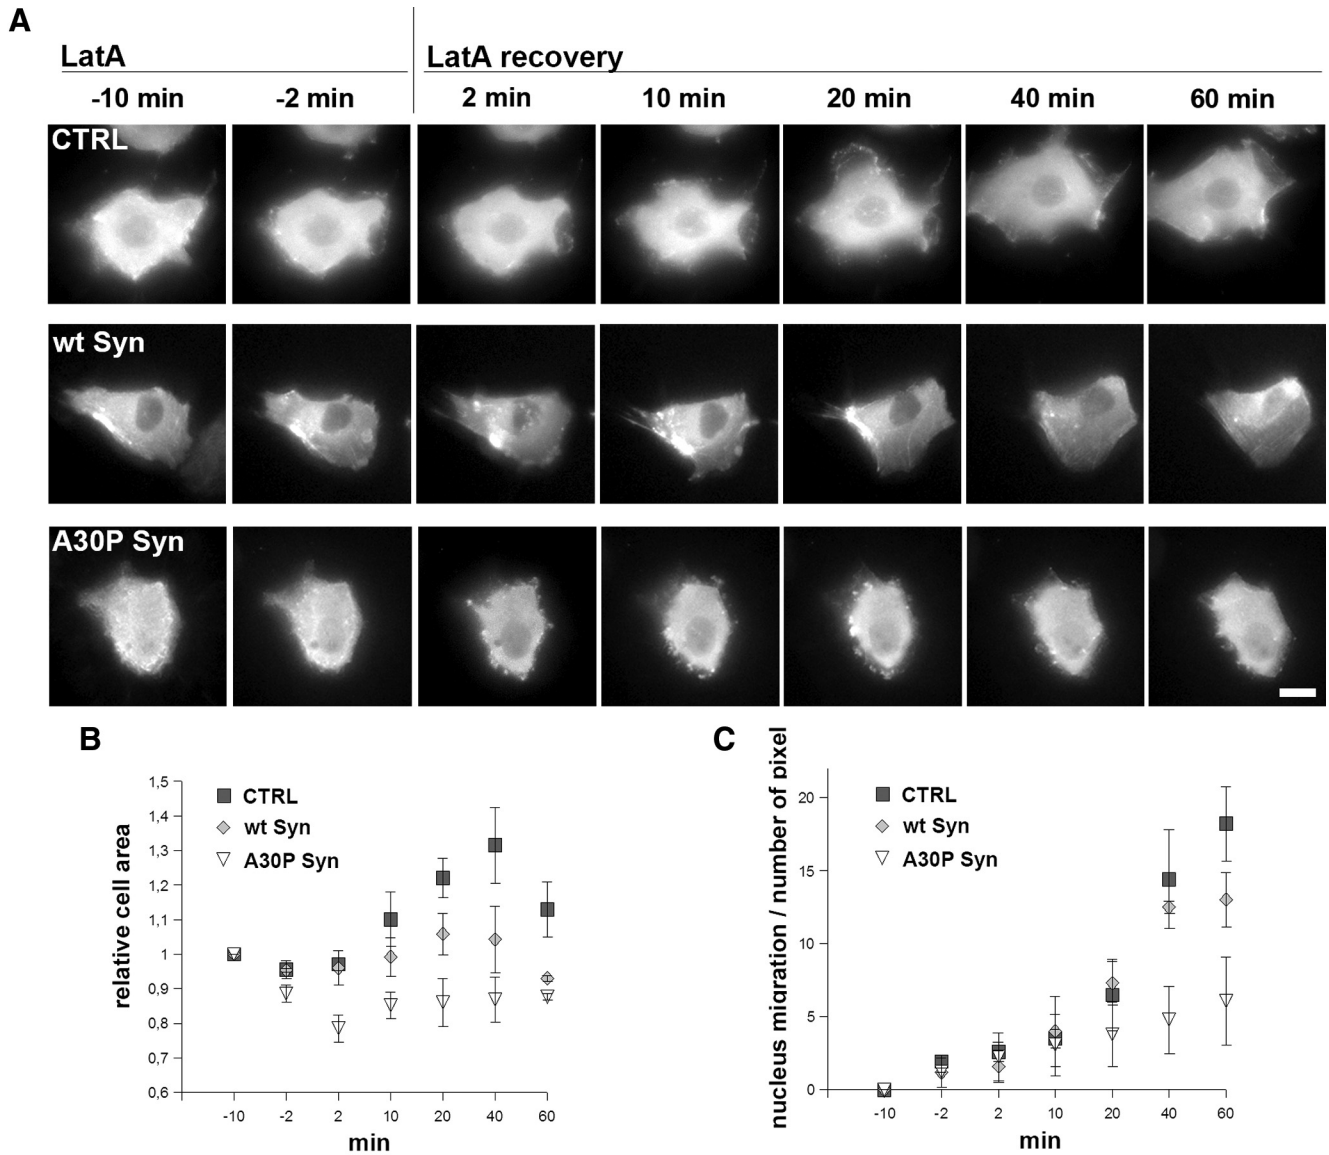 A
LatA
LatA recovery
-10 min
-2 min
2 min
10 min
20 min
40 min
60 min
CTRL
wt Syn
A30P Syn
B
relative cell area
1,5
1,4
1,3
1,2
1,1
1
0,9
0,8
0,7
0,6
CTRL
wt Syn
A30P Syn
-10
-2
2
10
20
40
60
min
C
nucleus migration / number of pixel
20
15
10
5
0
CTRL
wt Syn
A30P Syn
-10
-2
2
10
20
40
60
min